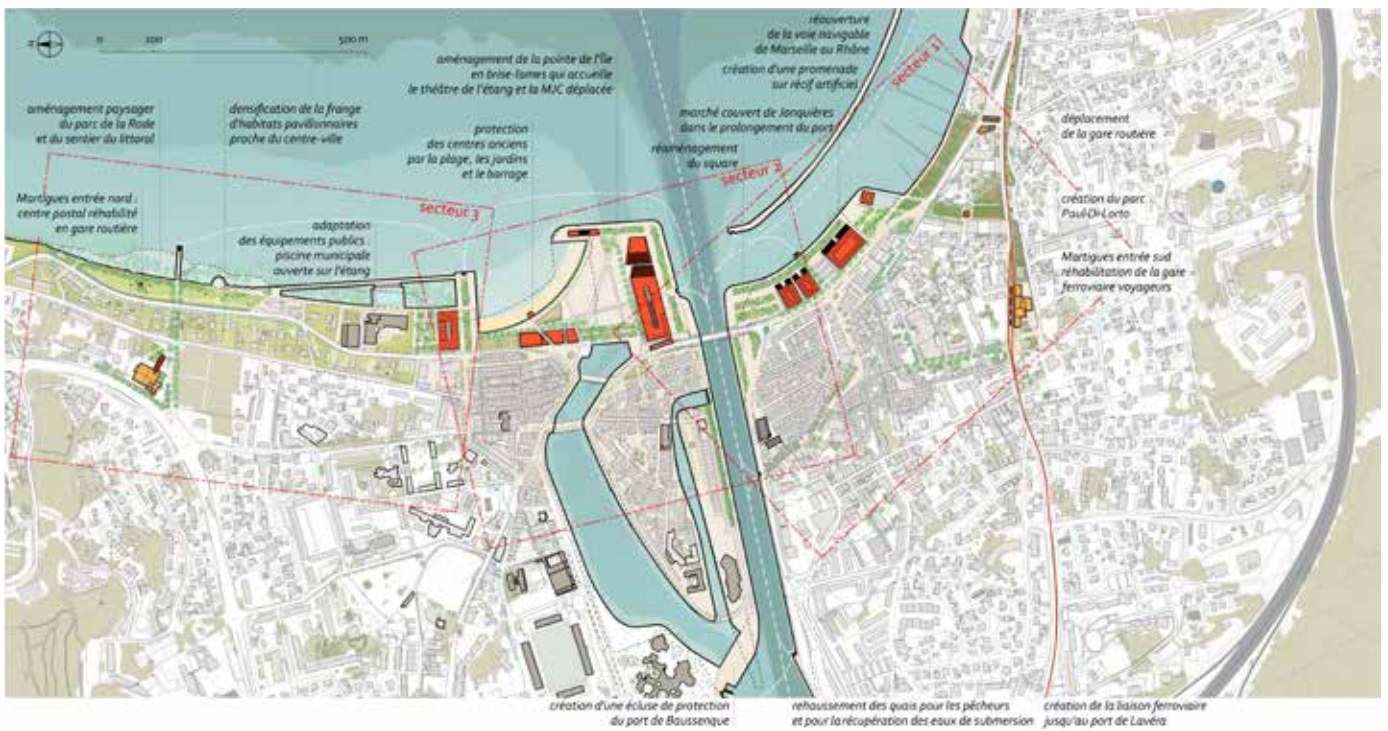 N
0 100 500 m
aménagement paysager
du parc de la Rode
et du sentier du littoral
densification de la frange
d'habitats pavillonnaires
proche du centre-ville
aménagement de la pointe de l'Île
en brise-lames qui accueille
le théâtre de l'étang et la MJC déplacée
protection
des centres anciens
par la plage, les jardins
et le barrage
réouverture
de la voie navigable
de Marseille au Rhône
création d'une promenade
sur récif artificiel
marché couvert de Jonquières
dans le prolongement du port
réaménagement
du square
secteur 1
secteur 2
secteur 3
déplacement
de la gare routière
création du parc
Paul-Di-Lorto
Martigues entrée sud
réhabilitation de la gare
ferroviaire voyageurs
Martigues entrée nord :
centre postal réhabilité
en gare routière
adaptation
des équipements publics :
piscine municipale
ouverte sur l'étang
création d'une écluse de protection
du port de Baussenque
rehaussement des quais pour les pêcheurs
et pour la récupération des eaux de submersion
création de la liaison ferroviaire
jusqu'au port de Lavéra